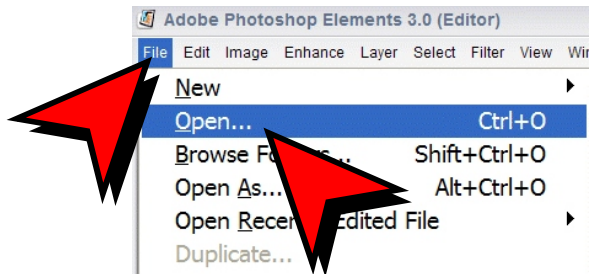 Adobe Photoshop Elements 3.0 (Editor)
File Edit Image Enhance Layer Select Filter View
New
Open... Ctrl+O
Browse Shift+Ctrl+O
Open As... Alt+Ctrl+O
Open Edited File
Duplicate...